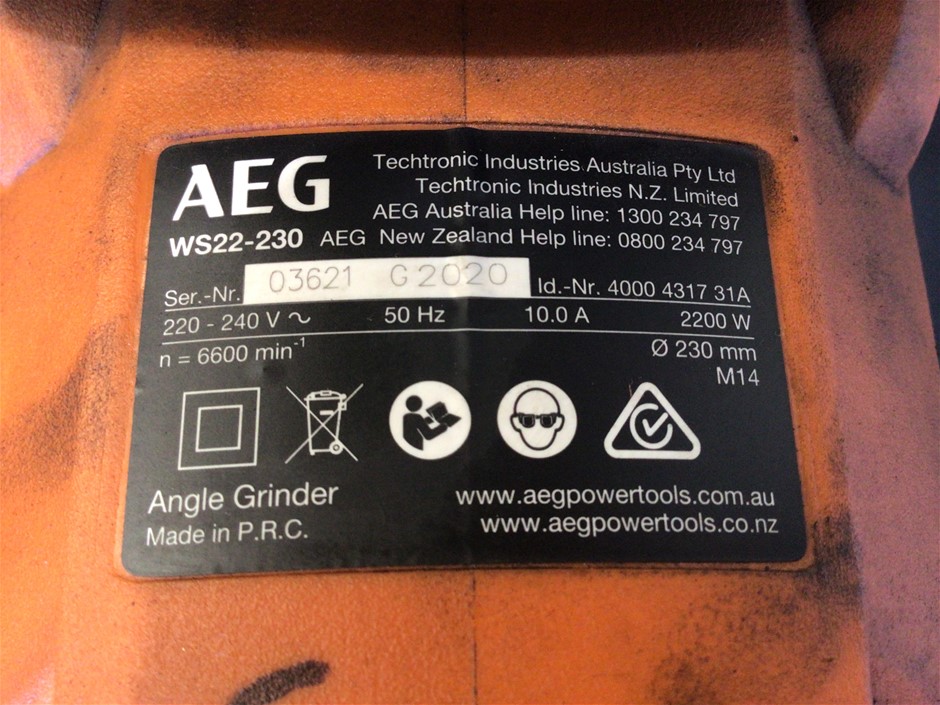 AEG
Techtronic Industries Australia Pty Ltd
Techtronic Industries N.Z. Limited
AEG Australia Help line: 1300 234 797
WS22-230 AEG New Zealand Help line: 0800 234 797
Ser.-Nr. 03621 G2020 Id.-Nr. 4000 4317 31A
220 - 240 V ~ 50 Hz 10.0 A 2200 W
n = 6600 min⁻¹ Ø 230 mm
M14
Angle Grinder www.aegpowertools.com.au
Made in P.R.C. www.aegpowertools.co.nz